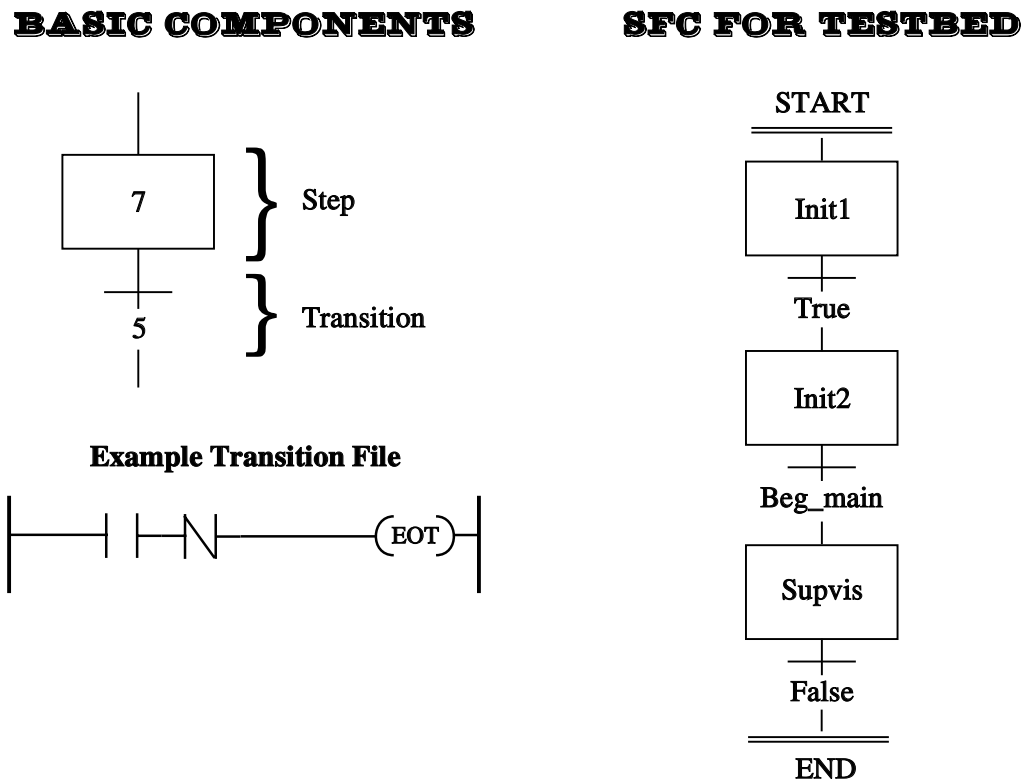 BASIC COMPONENTS
7
Step
5
Transition
Example Transition File
EOT
SFC FOR TESTBED
START
Init1
True
Init2
Beg_main
Supvis
False
END